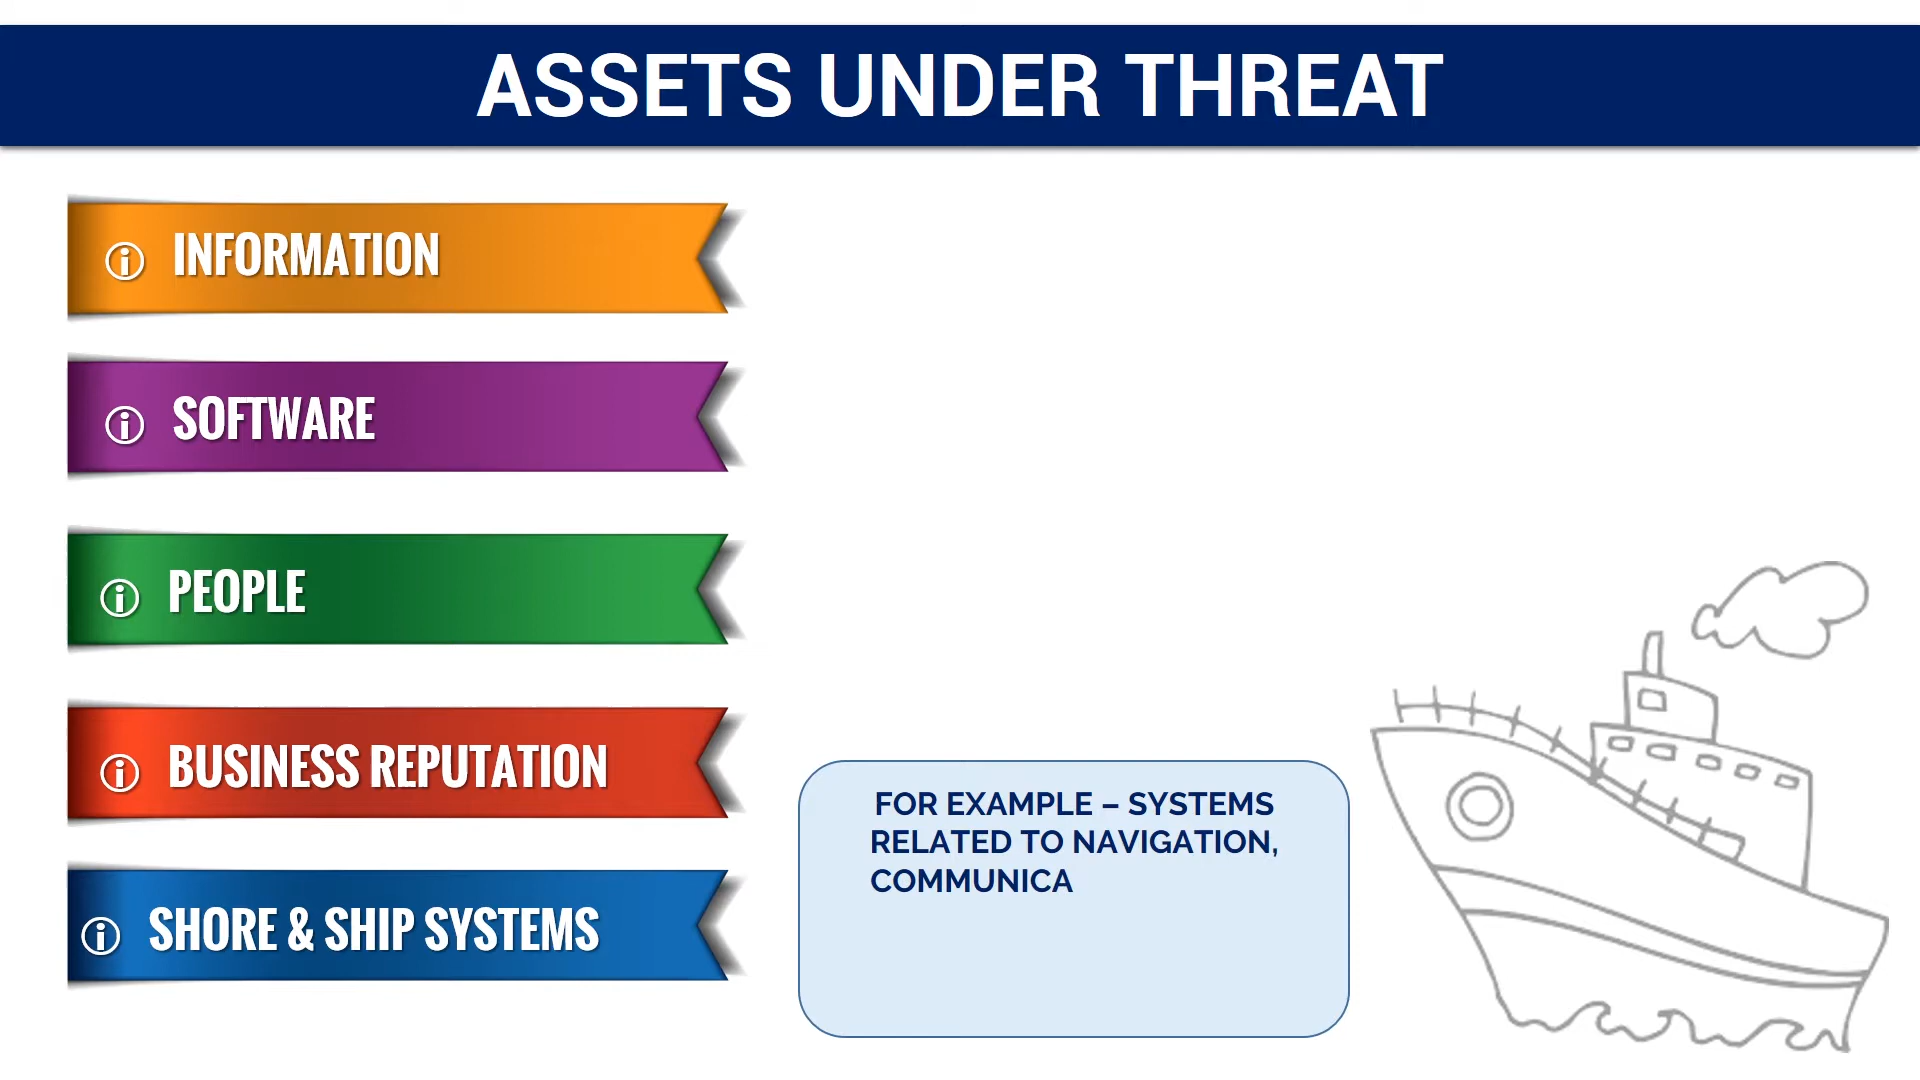 ASSETS UNDER THREAT
INFORMATION
SOFTWARE
PEOPLE
BUSINESS REPUTATION
SHORE & SHIP SYSTEMS
FOR EXAMPLE – SYSTEMS
RELATED TO NAVIGATION,
COMMUNICA